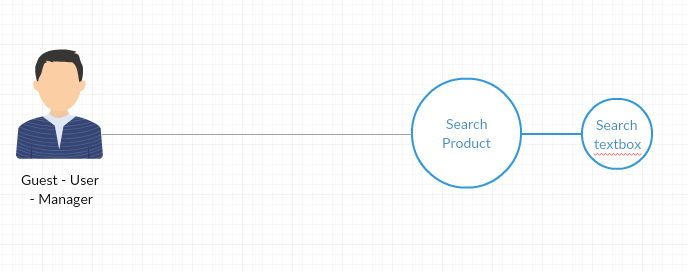 Guest - User
- Manager
Search
Product
Search
textbox